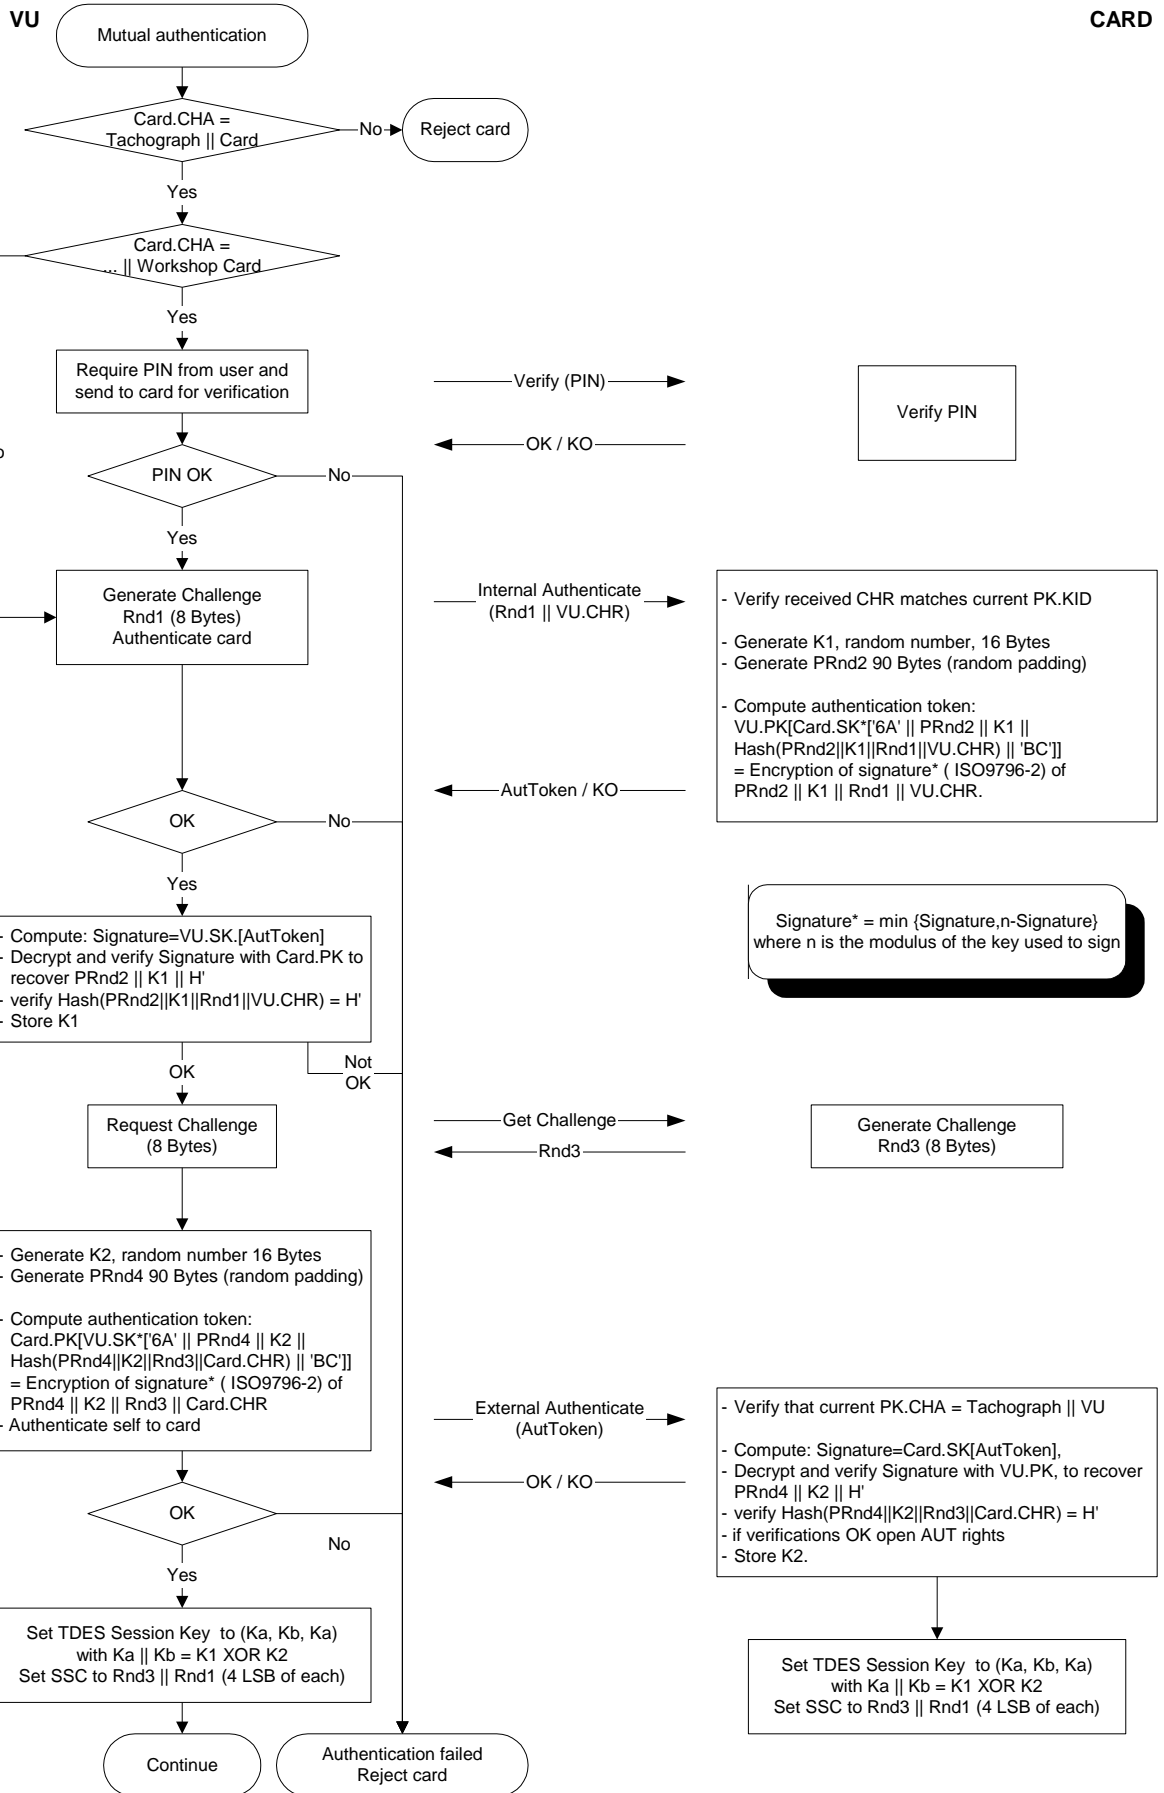 VU
CARD
Mutual authentication
Card.CHA =
Tachograph || Card
No
Reject card
Yes
Card.CHA =
... || Workshop Card
Yes
Require PIN from user and
send to card for verification
Verify (PIN)
Verify PIN
OK / KO
PIN OK
No
Yes
Generate Challenge
Rnd1 (8 Bytes)
Authenticate card
Internal Authenticate
(Rnd1 || VU.CHR)
- Verify received CHR matches current PK.KID
- Generate K1, random number, 16 Bytes
- Generate PRnd2 90 Bytes (random padding)
- Compute authentication token:
VU.PK[Card.SK*['6A' || PRnd2 || K1 ||
Hash(PRnd2||K1||Rnd1||VU.CHR) || 'BC']]
= Encryption of signature* ( ISO9796-2) of
PRnd2 || K1 || Rnd1 || VU.CHR.
AutToken / KO
OK
No
Yes
Signature* = min {Signature,n-Signature}
where n is the modulus of the key used to sign
- Compute: Signature=VU.SK.[AutToken]
- Decrypt and verify Signature with Card.PK to
recover PRnd2 || K1 || H'
- verify Hash(PRnd2||K1||Rnd1||VU.CHR) = H'
- Store K1
OK
Not
OK
Request Challenge
(8 Bytes)
Get Challenge
Rnd3
Generate Challenge
Rnd3 (8 Bytes)
- Generate K2, random number 16 Bytes
- Generate PRnd4 90 Bytes (random padding)
- Compute authentication token:
Card.PK[VU.SK*['6A' || PRnd4 || K2 ||
Hash(PRnd4||K2||Rnd3||Card.CHR) || 'BC']]
= Encryption of signature* ( ISO9796-2) of
PRnd4 || K2 || Rnd3 || Card.CHR
- Authenticate self to card
External Authenticate
(AutToken)
OK / KO
- Verify that current PK.CHA = Tachograph || VU
- Compute: Signature=Card.SK[AutToken],
- Decrypt and verify Signature with VU.PK, to recover
PRnd4 || K2 || H'
- verify Hash(PRnd4||K2||Rnd3||Card.CHR) = H'
- if verifications OK open AUT rights
- Store K2.
OK
No
Yes
Set TDES Session Key to (Ka, Kb, Ka)
with Ka || Kb = K1 XOR K2
Set SSC to Rnd3 || Rnd1 (4 LSB of each)
Set TDES Session Key to (Ka, Kb, Ka)
with Ka || Kb = K1 XOR K2
Set SSC to Rnd3 || Rnd1 (4 LSB of each)
Continue
Authentication failed
Reject card